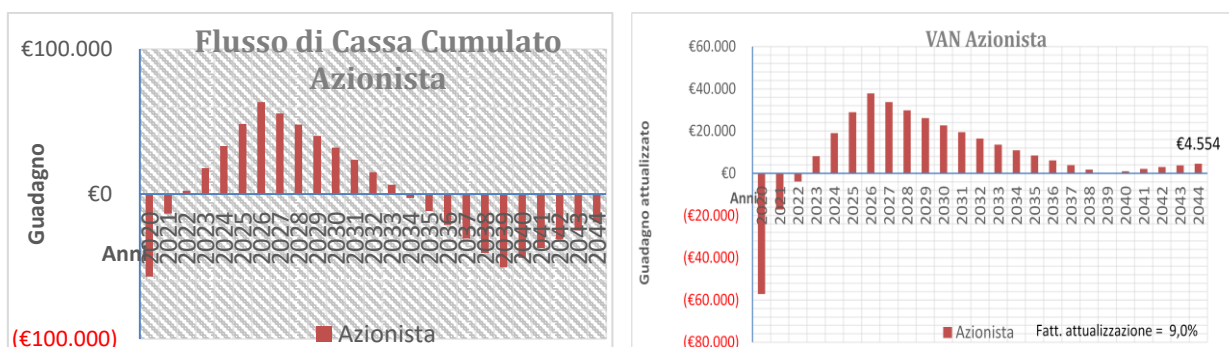 Flusso di Cassa Cumulato
Azionista
€100.000
€0
(€100.000)
Guadagno
Anni
2020 2021 2022 2023 2024 2025 2026 2027 2028 2029 2030 2031 2032 2033 2034 2035 2036 2037 2038 2039 2040 2041 2042 2043 2044
Azionista
VAN Azionista
€60.000
€40.000
€20.000
€0
(€20.000)
(€40.000)
(€60.000)
(€80.000)
Guadagno attualizzato
€4.554
Anni
2020 2021 2022 2023 2024 2025 2026 2027 2028 2029 2030 2031 2032 2033 2034 2035 2036 2037 2038 2039 2040 2041 2042 2043 2044
Azionista
Fatt. attualizzazione = 9,0%